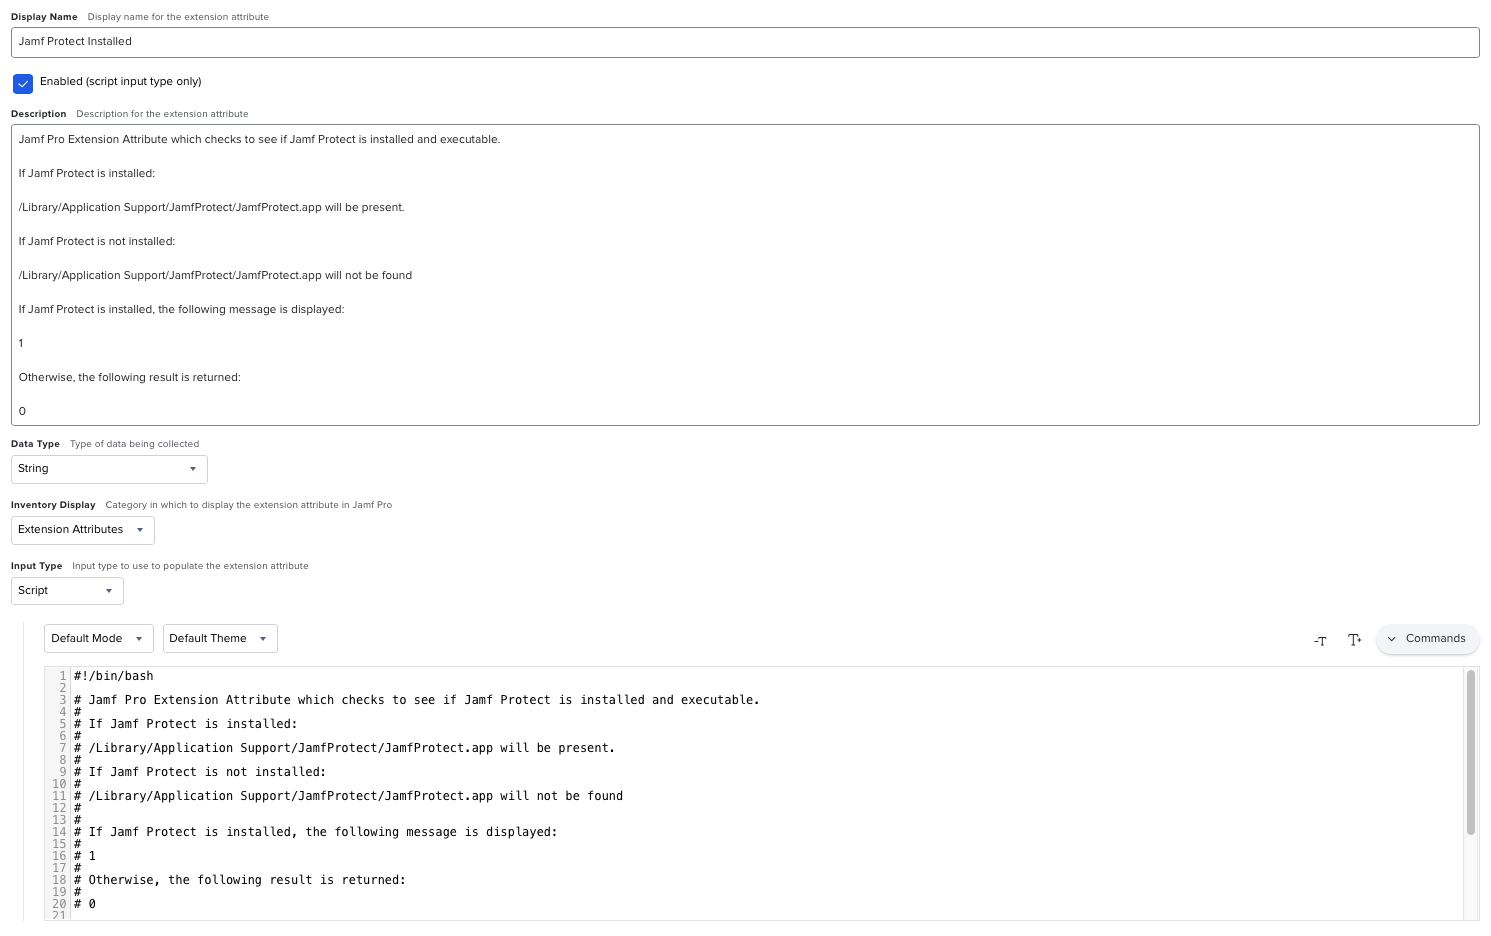 Display Name Display name for the extension attribute
Jamf Protect Installed
Enabled (script input type only)
Description Description for the extension attribute
Jamf Pro Extension Attribute which checks to see if Jamf Protect is installed and executable.
If Jamf Protect is installed:
/Library/Application Support/JamfProtect/JamfProtect.app will be present.
If Jamf Protect is not installed:
/Library/Application Support/JamfProtect/JamfProtect.app will not be found
If Jamf Protect is installed, the following message is displayed:
1
Otherwise, the following result is returned:
0
Data Type Type of data being collected
String
Inventory Display Category in which to display the extension attribute in Jamf Pro
Extension Attributes
Input Type Input type to use to populate the extension attribute
Script
Default Mode Default Theme -T T+ Commands
1 #!/bin/bash
2
3 # Jamf Pro Extension Attribute which checks to see if Jamf Protect is installed and executable.
4 #
5 # If Jamf Protect is installed:
6 #
7 # /Library/Application Support/JamfProtect/JamfProtect.app will be present.
8 #
9 # If Jamf Protect is not installed:
10 #
11 # /Library/Application Support/JamfProtect/JamfProtect.app will not be found
12 #
13 #
14 # If Jamf Protect is installed, the following message is displayed:
15 #
16 # 1
17 #
18 # Otherwise, the following result is returned:
19 #
20 # 0
21